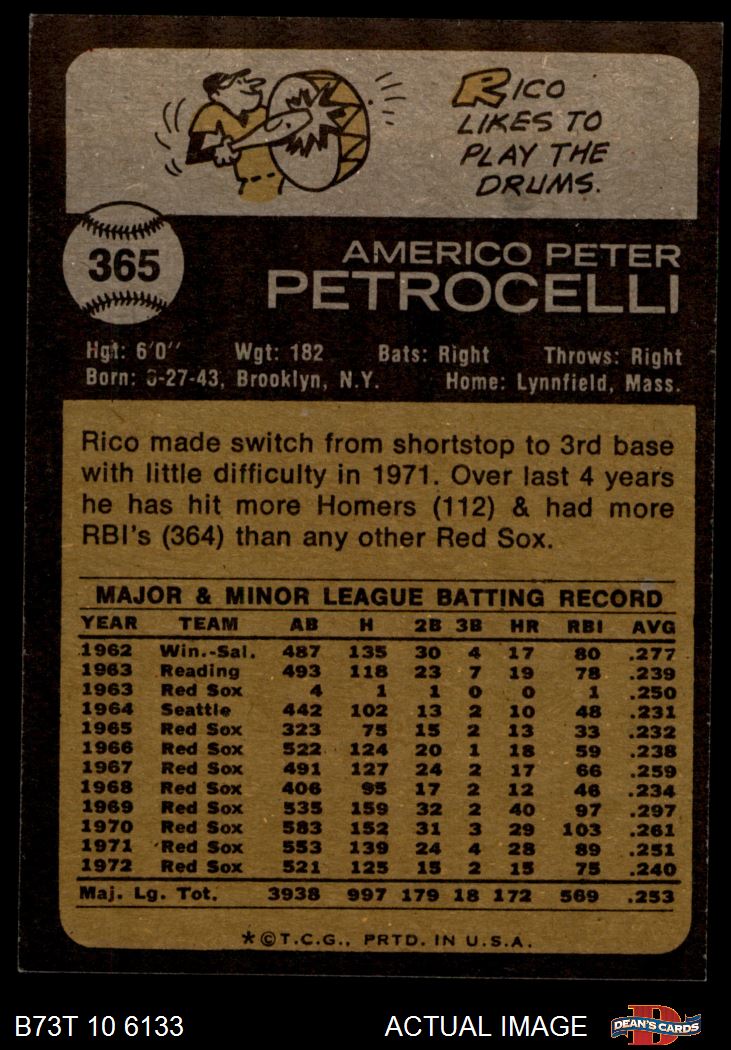 RICO
LIKES TO
PLAY THE
DRUMS.
365
AMERICO PETER
PETROCELLI
Hgt: 6'0" Wgt: 182 Bats: Right Throws: Right
Born: -27-43, Brooklyn, N.Y. Home: Lynnfield, Mass.
Rico made switch from shortstop to 3rd base
with little difficulty in 1971. Over last 4 years
he has hit more Homers (112) & had more
RBI's (364) than any other Red Sox.
MAJOR & MINOR LEAGUE BATTING RECORD
YEAR TEAM AB H 2B 3B HR RBI AVG
1962 Win.-Sal. 487 135 30 4 17 80 .277
1963 Reading 493 118 23 7 19 78 .239
1963 Red Sox 4 1 1 0 0 1 .250
1964 Seattle 442 102 13 2 10 48 .231
1965 Red Sox 323 75 15 2 13 33 .232
1966 Red Sox 522 124 20 1 18 59 .238
1967 Red Sox 491 127 24 2 17 66 .259
1968 Red Sox 406 95 17 2 12 46 .234
1969 Red Sox 535 159 32 2 40 97 .297
1970 Red Sox 583 152 31 3 29 103 .261
1971 Red Sox 553 139 24 4 28 89 .251
1972 Red Sox 521 125 15 2 15 75 .240
Maj. Lg. Tot. 3938 997 179 18 172 569 .253
*©T.C.G., PRTD. IN U.S.A.
B73T 10 6133 ACTUAL IMAGE D DEAN'S CARDS